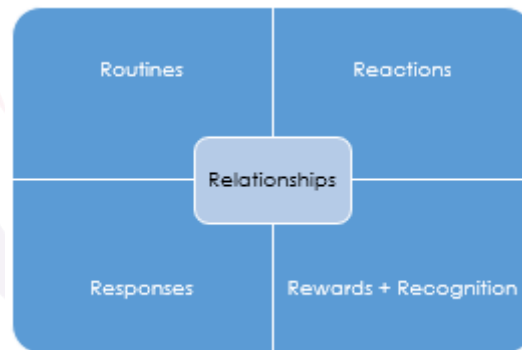 Routines
Reactions
Relationships
Responses
Rewards + Recognition